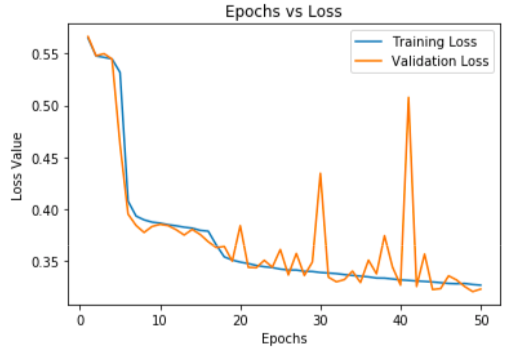 Epochs vs Loss
Training Loss
Validation Loss
Loss Value
0.55
0.50
0.45
0.40
0.35
0 10 20 30 40 50
Epochs